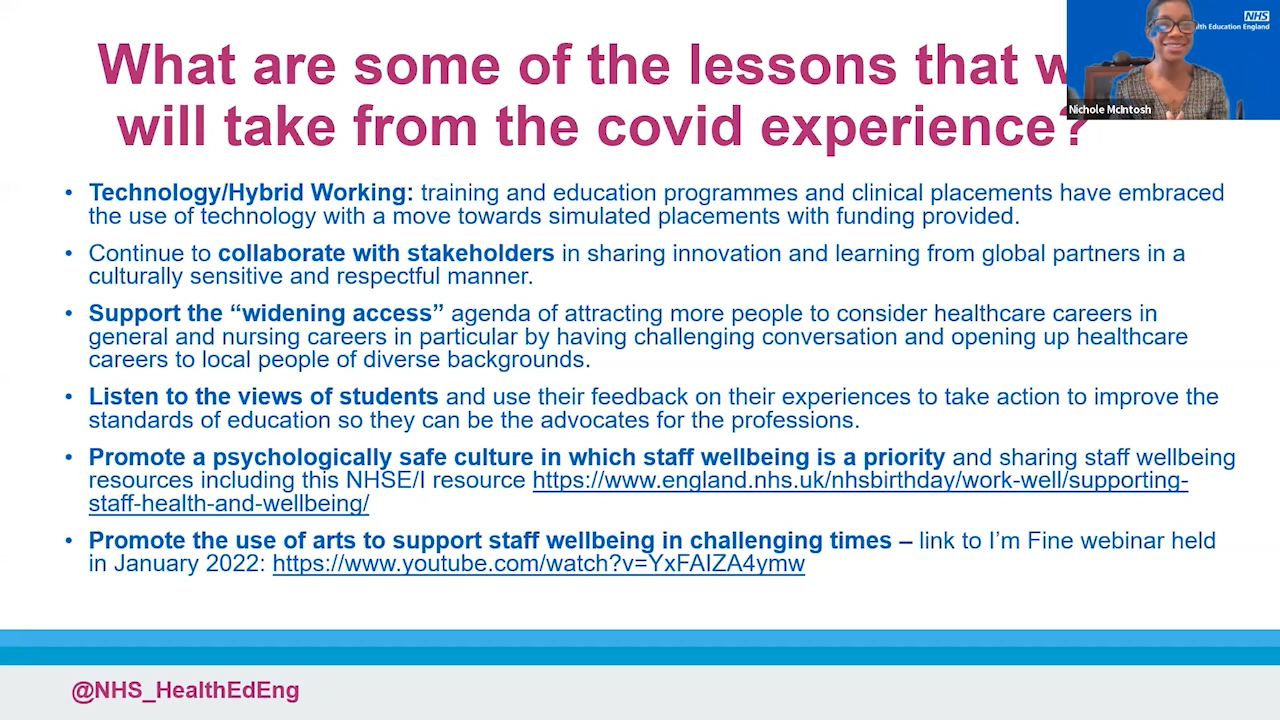 What are some of the lessons that
will take from the covid experience?
NHS
Health Education England
Nichole McIntosh
• Technology/Hybrid Working: training and education programmes and clinical placements have embraced
the use of technology with a move towards simulated placements with funding provided.
• Continue to collaborate with stakeholders in sharing innovation and learning from global partners in a
culturally sensitive and respectful manner.
• Support the “widening access” agenda of attracting more people to consider healthcare careers in
general and nursing careers in particular by having challenging conversation and opening up healthcare
careers to local people of diverse backgrounds.
• Listen to the views of students and use their feedback on their experiences to take action to improve the
standards of education so they can be the advocates for the professions.
• Promote a psychologically safe culture in which staff wellbeing is a priority and sharing staff wellbeing
resources including this NHSE/I resource https://www.england.nhs.uk/nhsbirthday/work-well/supporting-
staff-health-and-wellbeing/
• Promote the use of arts to support staff wellbeing in challenging times – link to I’m Fine webinar held
in January 2022: https://www.youtube.com/watch?v=YxFAIZA4ymw
@NHS_HealthEdEng